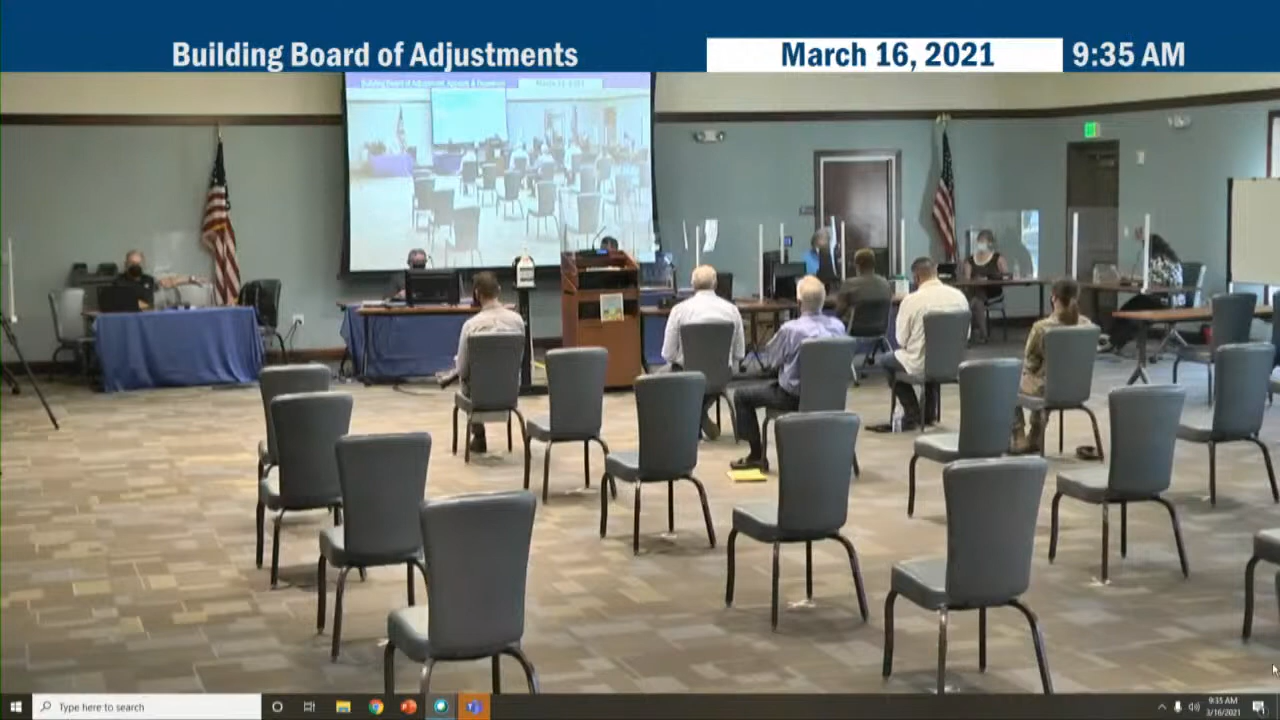 Building Board of Adjustments
March 16, 2021
9:35 AM
Type here to search
9:35 AM
3/16/2021